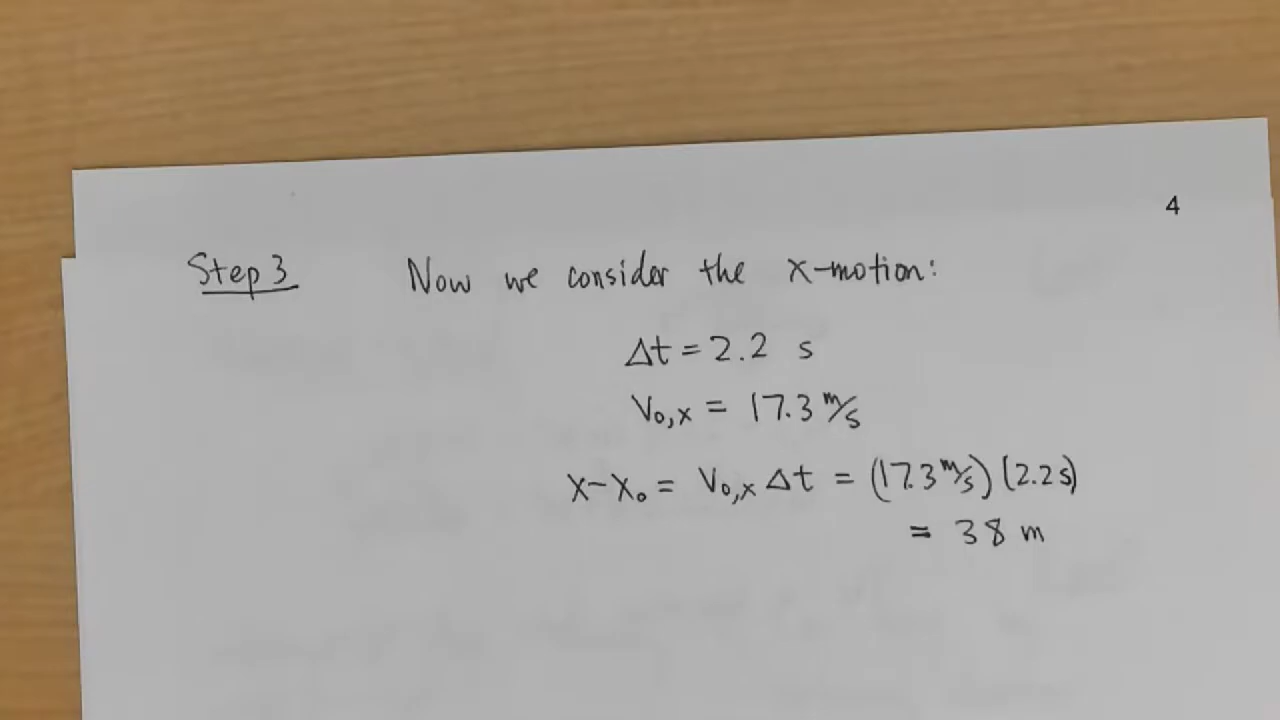 4
Step 3 Now we consider the x-motion:
Δt = 2.2 s
V₀,ₓ = 17.3 m/s
x-x₀ = V₀,ₓ Δt = (17.3 m/s) (2.2 s)
= 38 m